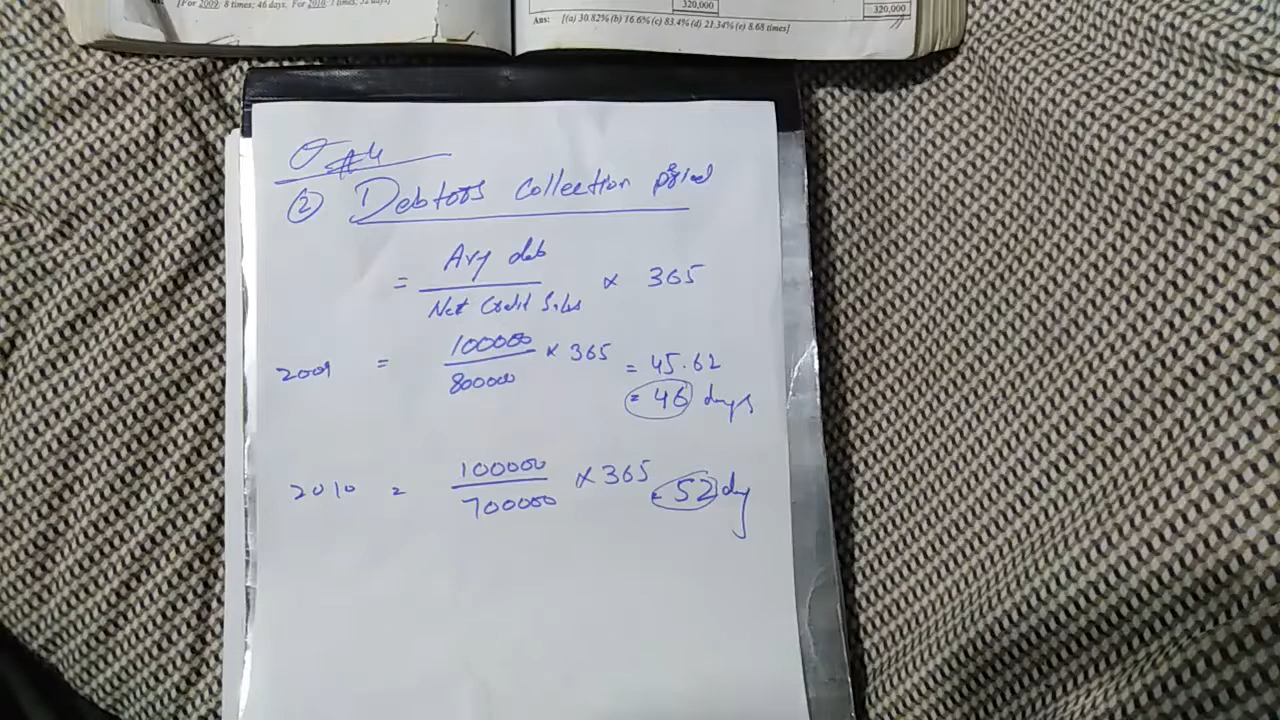 [For 2009: 8 times; 46 days, For 2010: 7 times; 52 days]
320,000
320,000
Ans: [(a) 30.82% (b) 16.6% (c) 83.4% (d) 21.34% (e) 8.68 times]
Q #4
② Debtors Collection period
= Avg deb / Net Credit Sales × 365
2009 = 100000 / 800000 × 365 = 45.62
= 46 days
2010 = 100000 / 700000 × 365 = 52 day